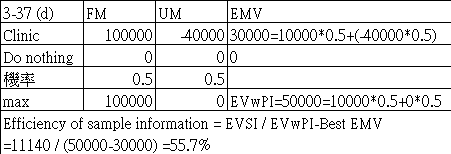 3-37 (d) FM UM EMV
Clinic 100000 -40000 30000=10000*0.5+(-40000*0.5)
Do nothing 0 0 0
機率 0.5 0.5
max 100000 0 EVwPI=50000=10000*0.5+0*0.5
Efficiency of sample information = EVSI / EVwPI-Best EMV
=11140 / (50000-30000) =55.7%